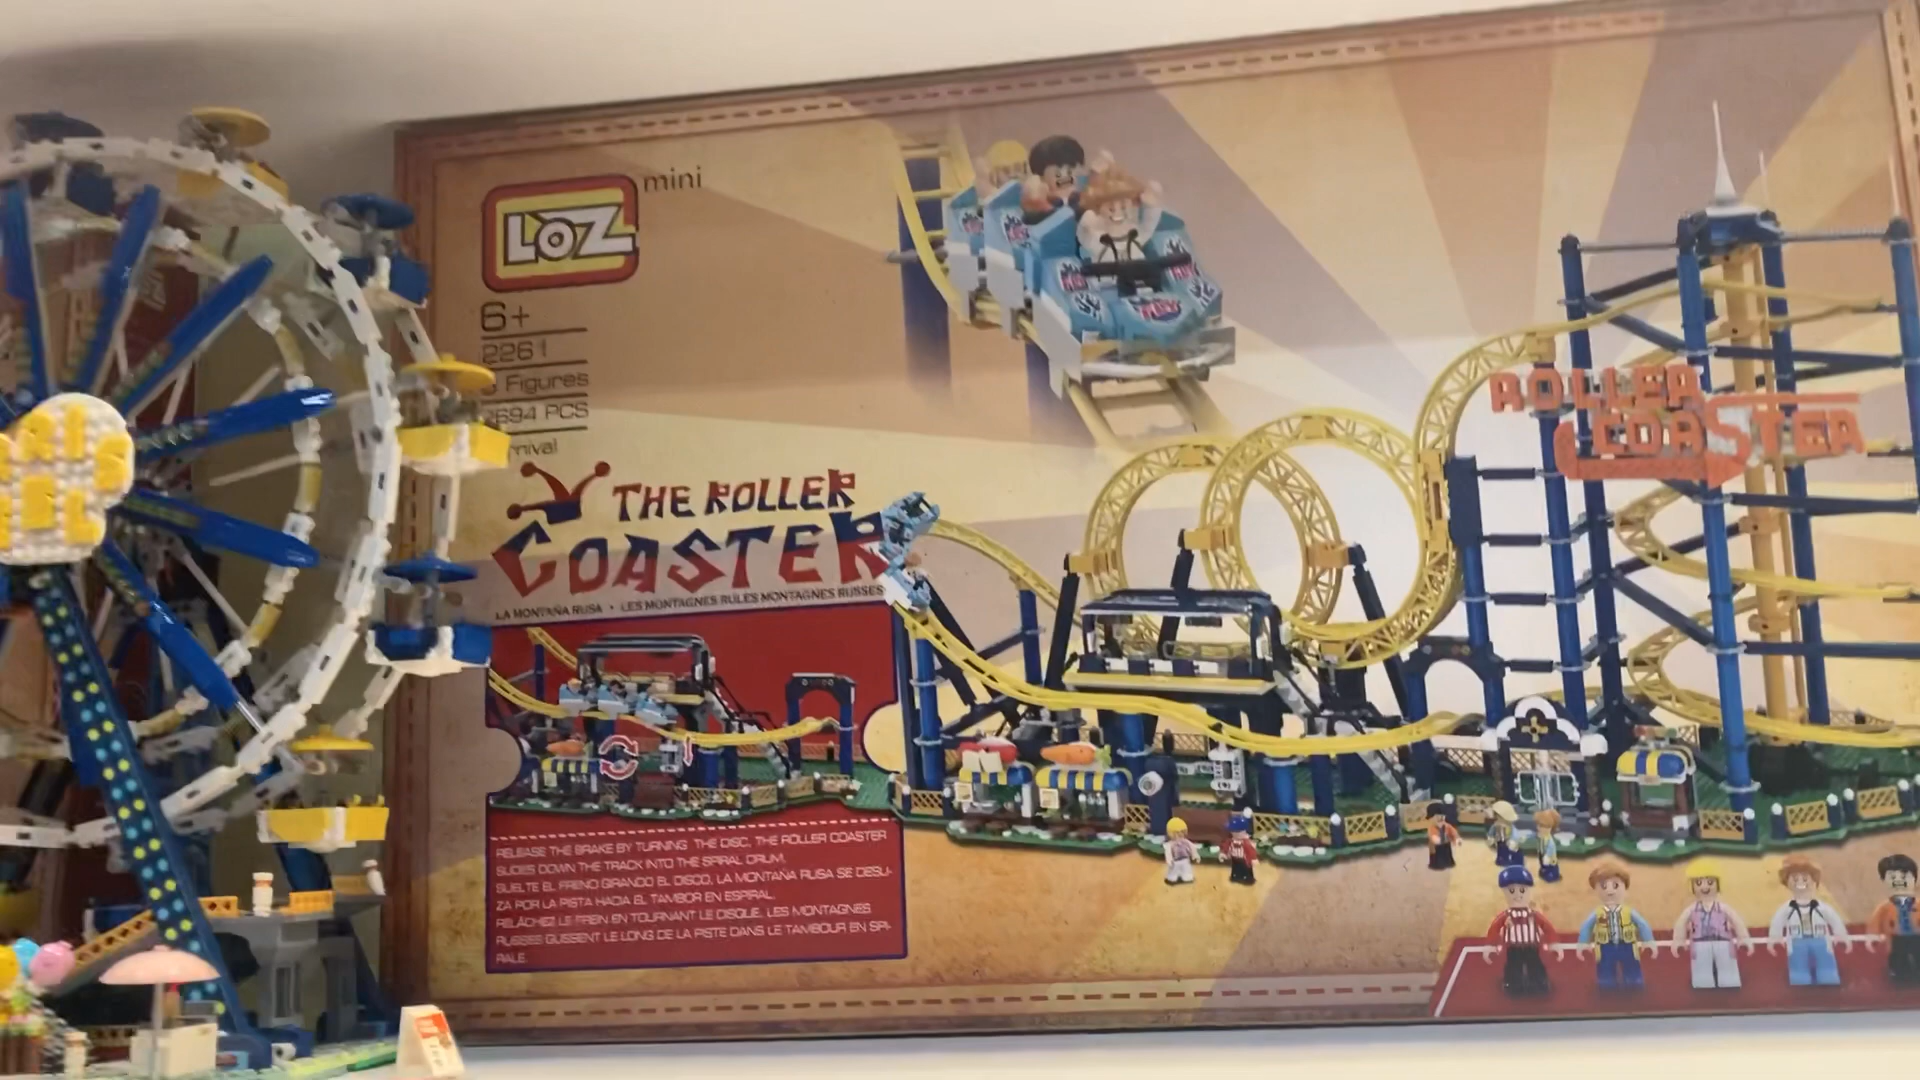 LOZ mini
6+
Figures
2694 PCS
THE ROLLER
COASTER
LA MONTAÑA RUSA • LES MONTAGNES RULES MONTAGNES RUSSES
ROLLER
COASTER
RELEASE THE BRAKE BY TURNING THE DISC, THE ROLLER COASTER
SLIDES DOWN THE TRACK INTO THE SPIRAL DRUM.
SUELTE EL FRENO GIRANDO EL DISCO, LA MONTAÑA RUSA SE DESLI-
ZA POR LA PISTA HACIA EL TAMBOR EN ESPIRAL.
RELÂCHEZ LE FREIN EN TOURNANT LE DISQUE, LES MONTAGNES
RUSSES GLISSENT LE LONG DE LA PISTE DANS LE TAMBOUR EN SPI-
RALE.